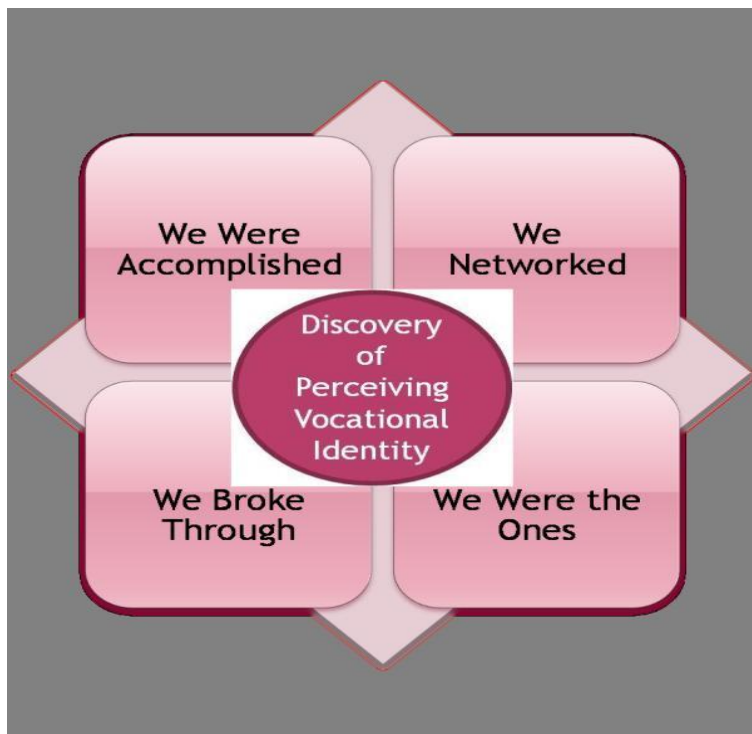 We Were
Accomplished
We
Networked
Discovery
of
Perceiving
Vocational
Identity
We Broke
Through
We Were the
Ones